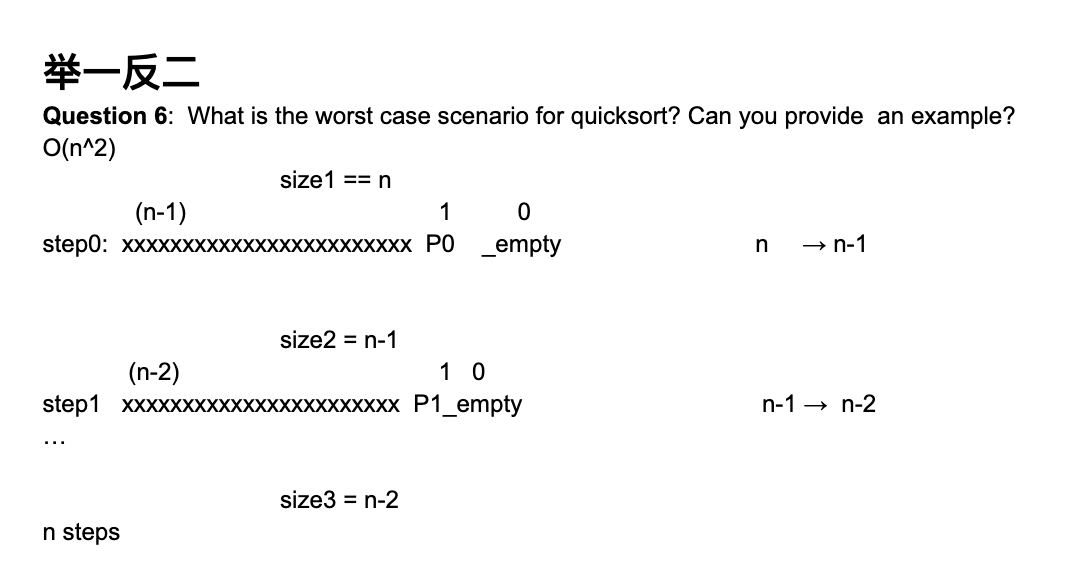 举一反二
Question 6:  What is the worst case scenario for quicksort? Can you provide  an example?
O(n^2)
size1 == n
(n-1) 1 0
step0: xxxxxxxxxxxxxxxxxxxxxxxx P0 _empty n → n-1
size2 = n-1
(n-2) 1 0
step1 xxxxxxxxxxxxxxxxxxxxxxx P1_empty n-1 → n-2
…
size3 = n-2
n steps